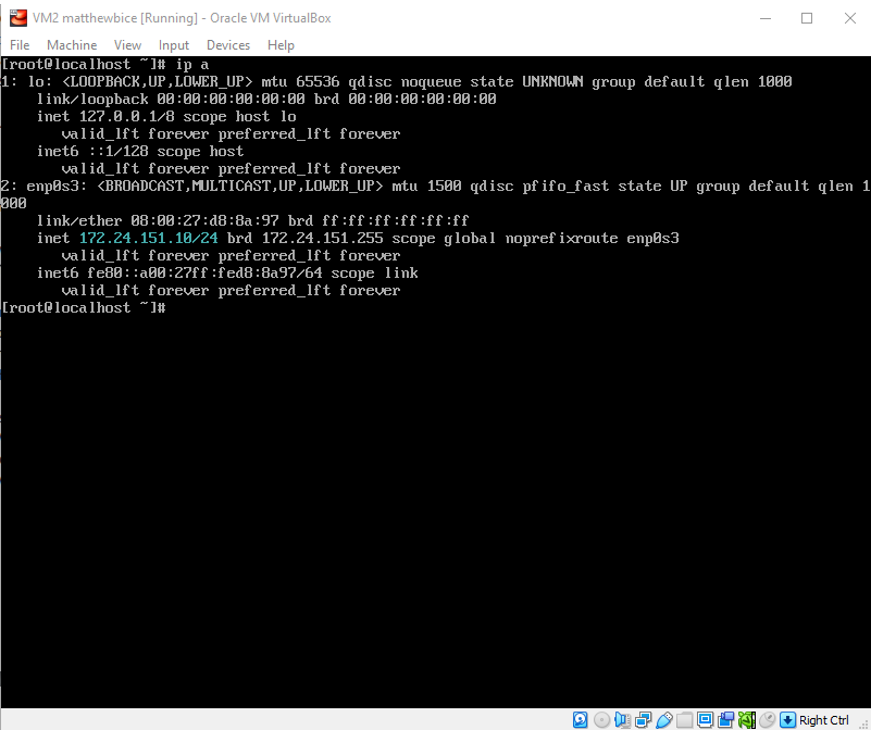 VM2 matthewbice [Running] - Oracle VM VirtualBox
File Machine View Input Devices Help
[root@localhost ~]# ip a
1: lo: <LOOPBACK,UP,LOWER_UP> mtu 65536 qdisc noqueue state UNKNOWN group default qlen 1000
    link/loopback 00:00:00:00:00:00 brd 00:00:00:00:00:00
    inet 127.0.0.1/8 scope host lo
       valid_lft forever preferred_lft forever
    inet6 ::1/128 scope host
       valid_lft forever preferred_lft forever
2: enp0s3: <BROADCAST,MULTICAST,UP,LOWER_UP> mtu 1500 qdisc pfifo_fast state UP group default qlen 1
000
    link/ether 08:00:27:d8:8a:97 brd ff:ff:ff:ff:ff:ff
    inet 172.24.151.10/24 brd 172.24.151.255 scope global noprefixroute enp0s3
       valid_lft forever preferred_lft forever
    inet6 fe80::a00:27ff:fed8:8a97/64 scope link
       valid_lft forever preferred_lft forever
[root@localhost ~]#
Right Ctrl